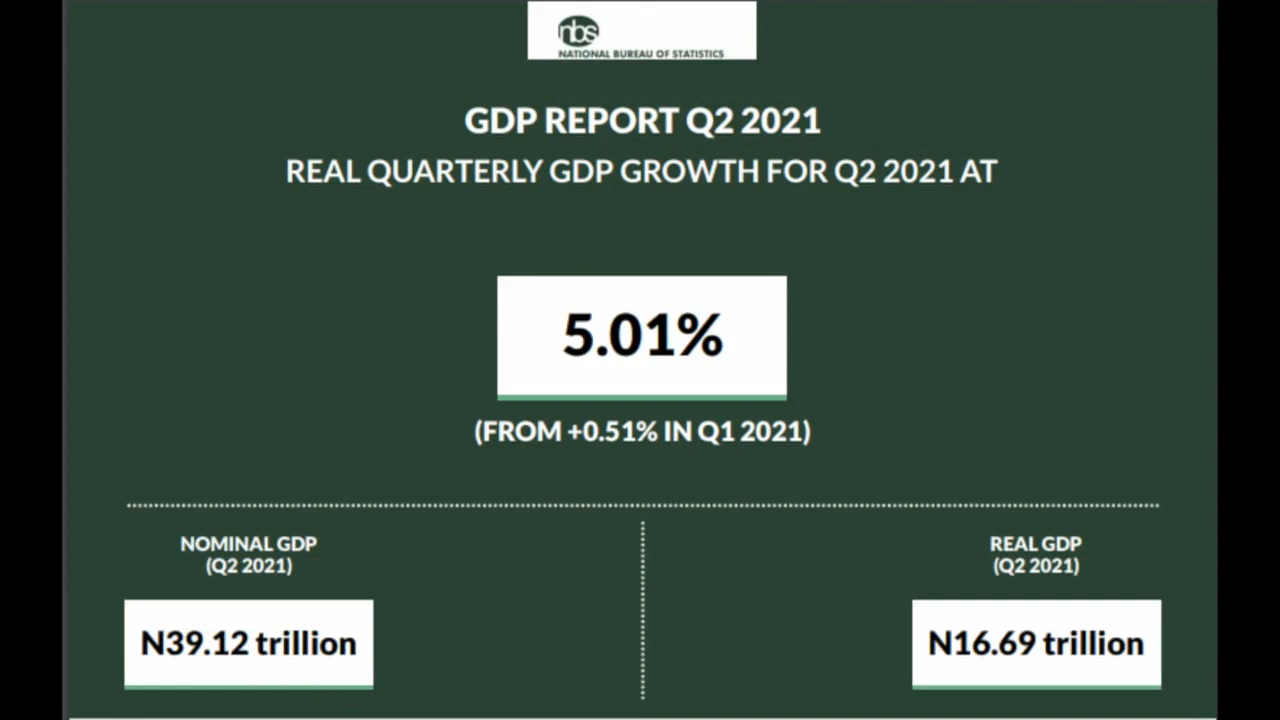 nbs
NATIONAL BUREAU OF STATISTICS
GDP REPORT Q2 2021
REAL QUARTERLY GDP GROWTH FOR Q2 2021 AT
5.01%
(FROM +0.51% IN Q1 2021)
NOMINAL GDP
(Q2 2021)
N39.12 trillion
REAL GDP
(Q2 2021)
N16.69 trillion